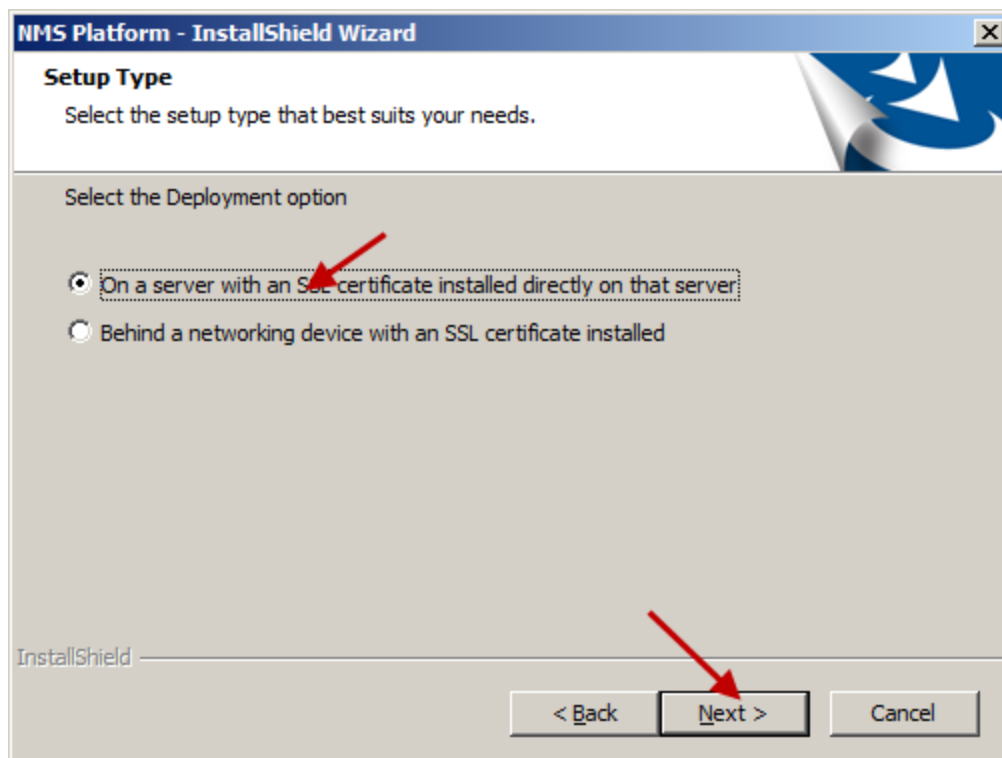 NMS Platform - InstallShield Wizard
Setup Type
Select the setup type that best suits your needs.
Select the Deployment option
On a server with an SSL certificate installed directly on that server
Behind a networking device with an SSL certificate installed
InstallShield
< Back Next > Cancel